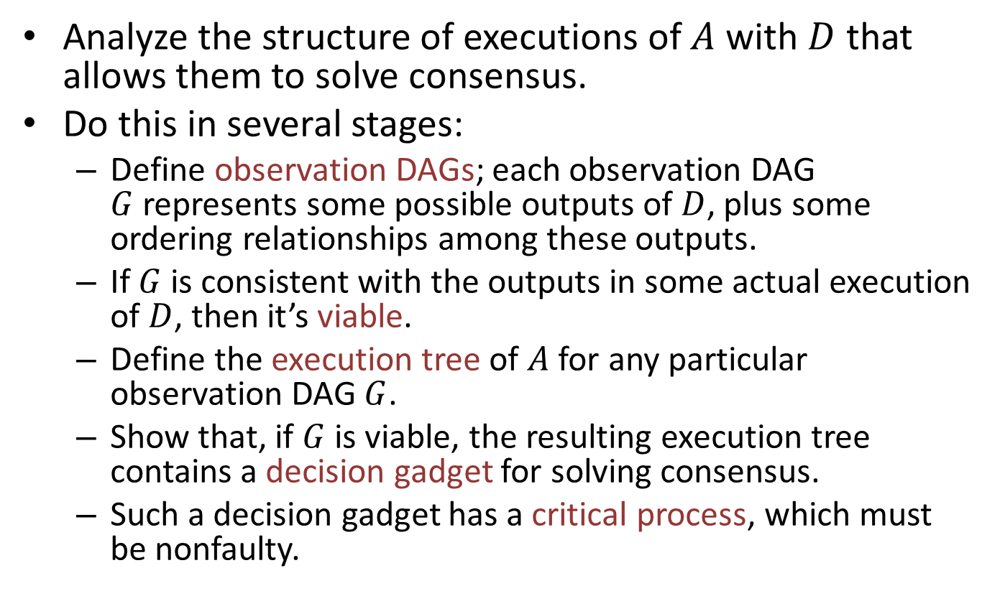 • Analyze the structure of executions of A with D that
allows them to solve consensus.
• Do this in several stages:
– Define observation DAGs; each observation DAG
G represents some possible outputs of D, plus some
ordering relationships among these outputs.
– If G is consistent with the outputs in some actual execution
of D, then it’s viable.
– Define the execution tree of A for any particular
observation DAG G.
– Show that, if G is viable, the resulting execution tree
contains a decision gadget for solving consensus.
– Such a decision gadget has a critical process, which must
be nonfaulty.